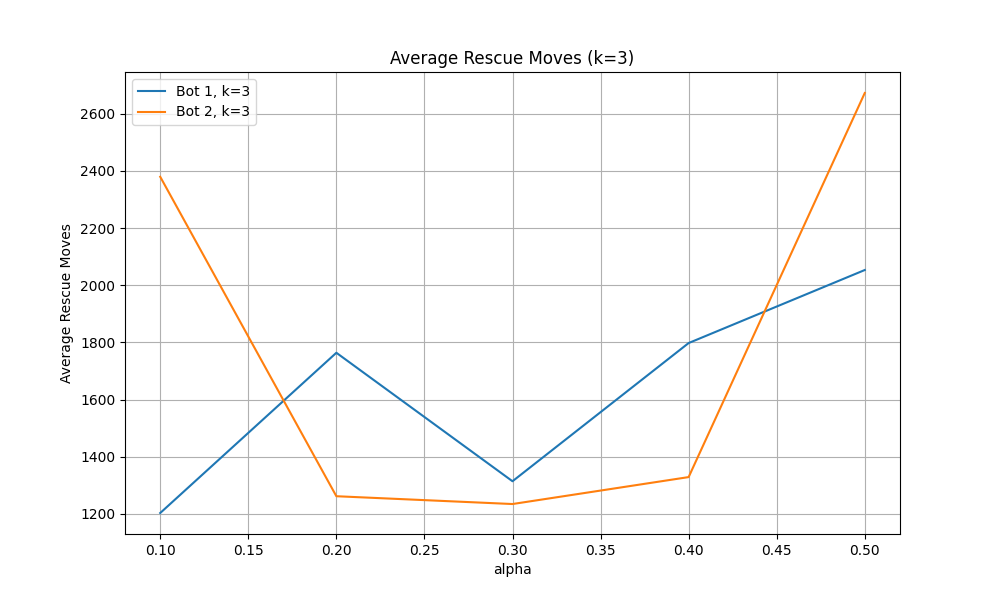 Average Rescue Moves (k=3)
Bot 1, k=3
Bot 2, k=3
Average Rescue Moves
2600
2400
2200
2000
1800
1600
1400
1200
0.10 0.15 0.20 0.25 0.30 0.35 0.40 0.45 0.50
alpha